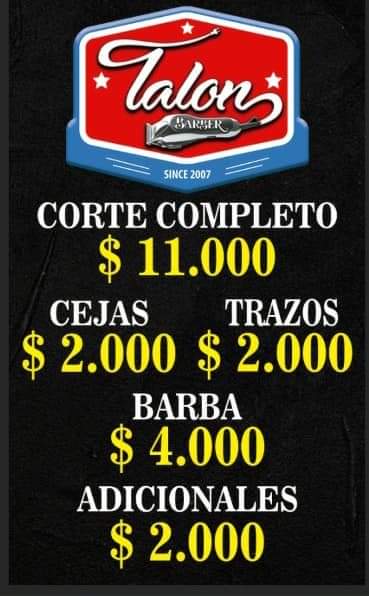 Talon
BARBER
SINCE 2007
CORTE COMPLETO
$ 11.000
CEJAS TRAZOS
$ 2.000 $ 2.000
BARBA
$ 4.000
ADICIONALES
$ 2.000